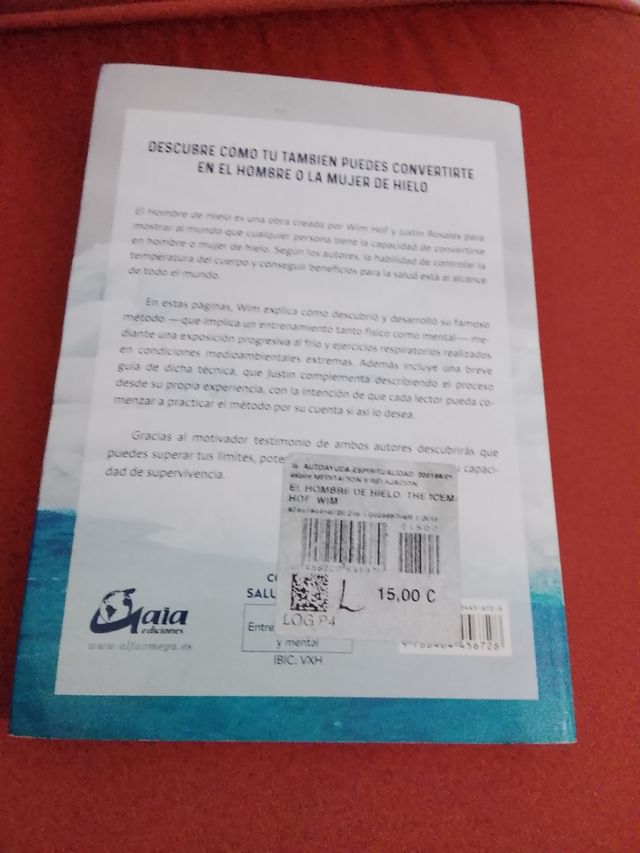 DESCUBRE COMO TU TAMBIEN PUEDES CONVERTIRTE
EN EL HOMBRE O LA MUJER DE HIELO
El Hombre de Hielo es una obra creada por Wim Hof y Justin Rosales para
mostrar al mundo que cualquier persona tiene la capacidad de convertirse
en hombre o mujer de hielo. Según los autores, la habilidad de controlar la
temperatura del cuerpo y conseguir beneficios para la salud está al alcance
de todo el mundo.
En estas páginas, Wim explica cómo descubrió y desarrolló su famoso
método —que implica un entrenamiento tanto físico como mental— me-
diante una exposición progresiva al frío y ejercicios respiratorios realizados
en condiciones medioambientales extremas. Además incluye una breve
guía de dicha técnica, que Justin complementa describiendo el proceso
desde su propia experiencia, con la intención de que cada lector pueda co-
menzar a practicar el método por su cuenta si así lo desea.
Gracias al motivador testimonio de ambos autores descubrirás que
puedes superar tus límites, capaci-
dad de supervivencia.
AUTOAYUDA-ESPIRITUALIDAD
MEDITACION Y RELAJACION
EL HOMBRE DE HIELO. THE ICEM
HOF, WIM
01500
L 15,00 €
LOG P4
Gaia
ediciones
www.alfaomega.es
y mental
IBIC: VXH
9 788484 456728